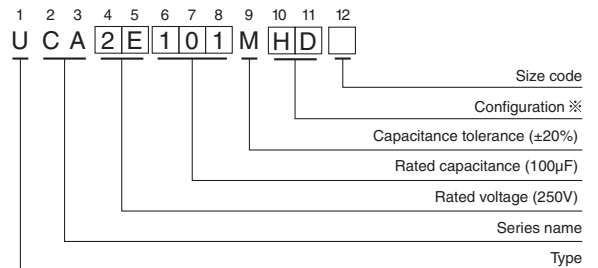 1 2 3 4 5 6 7 8 9 10 11 12
U C A 2 E 1 0 1 M H D
Size code
Configuration ※
Capacitance tolerance (±20%)
Rated capacitance (100µF)
Rated voltage (250V)
Series name
Type